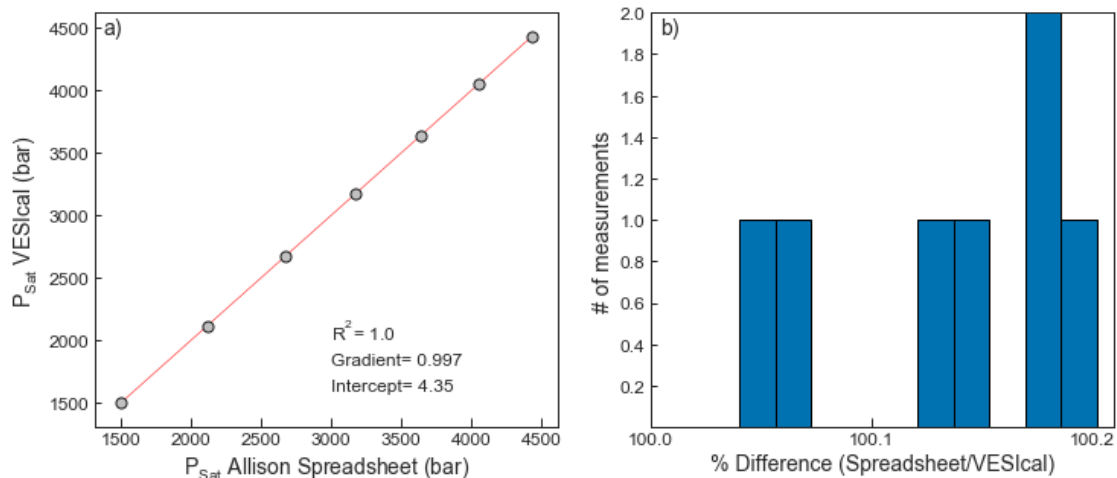 a)
4500
4000
3500
3000
2500
2000
1500
P_Sat VESIcal (bar)
R² = 1.0
Gradient= 0.997
Intercept= 4.35
1500 2000 2500 3000 3500 4000 4500
P_Sat Allison Spreadsheet (bar)
b)
2.0
1.8
1.6
1.4
1.2
1.0
0.8
0.6
0.4
0.2
# of measurements
100.0 100.1 100.2
% Difference (Spreadsheet/VESIcal)